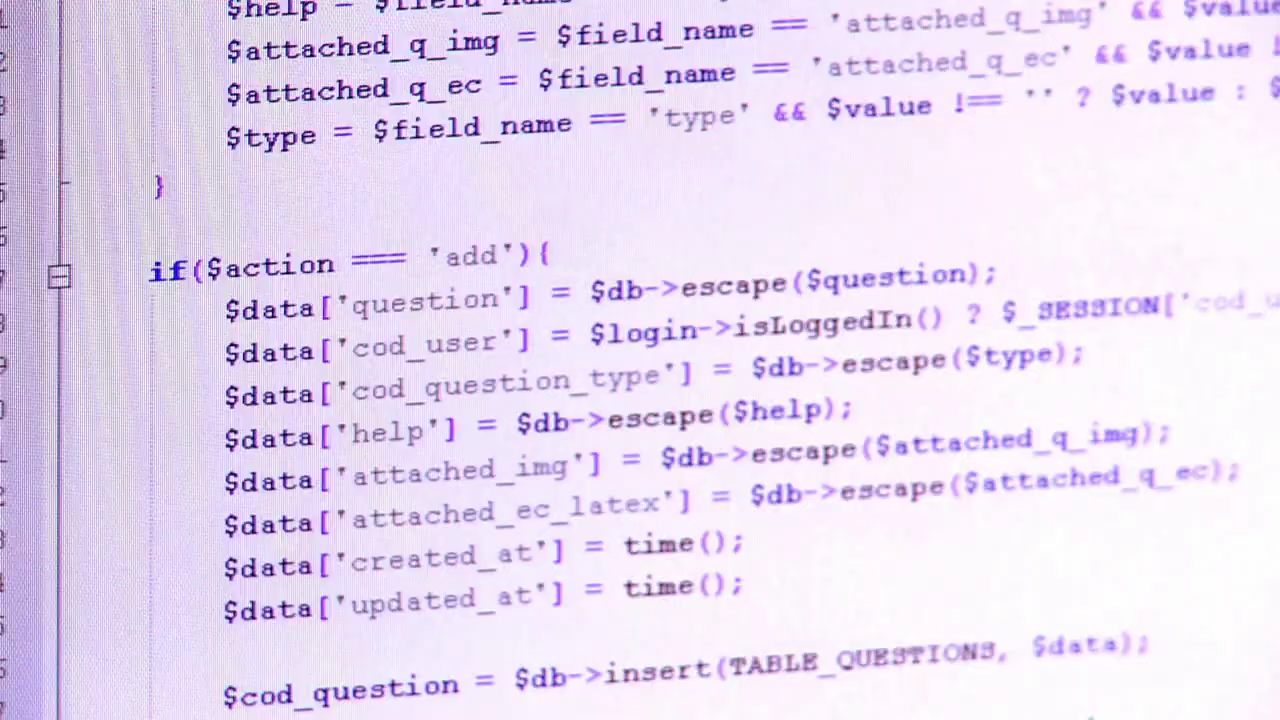 $help = $field_name
$attached_q_img = $field_name == 'attached_q_img' && $value
$attached_q_ec = $field_name == 'attached_q_ec' && $value !
$type = $field_name == 'type' && $value !== '' ? $value : $
}
if($action === 'add'){
$data['question'] = $db->escape($question);
$data['cod_user'] = $login->isLoggedIn() ? $_SESSION['cod_u
$data['cod_question_type'] = $db->escape($type);
$data['help'] = $db->escape($help);
$data['attached_img'] = $db->escape($attached_q_img);
$data['attached_ec_latex'] = $db->escape($attached_q_ec);
$data['created_at'] = time();
$data['updated_at'] = time();
$cod_question = $db->insert(TABLE_QUESTIONS, $data);